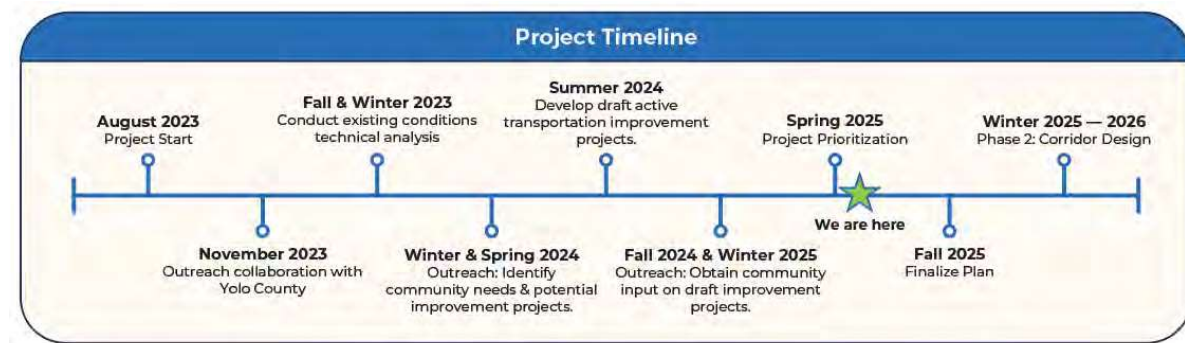 Project Timeline
August 2023
Project Start
November 2023
Outreach collaboration with
Yolo County
Fall & Winter 2023
Conduct existing conditions
technical analysis
Winter & Spring 2024
Outreach: Identify
community needs & potential
improvement projects.
Summer 2024
Develop draft active
transportation improvement
projects.
Fall 2024 & Winter 2025
Outreach: Obtain community
input on draft improvement
projects.
Spring 2025
Project Prioritization
We are here
Fall 2025
Finalize Plan
Winter 2025 — 2026
Phase 2: Corridor Design